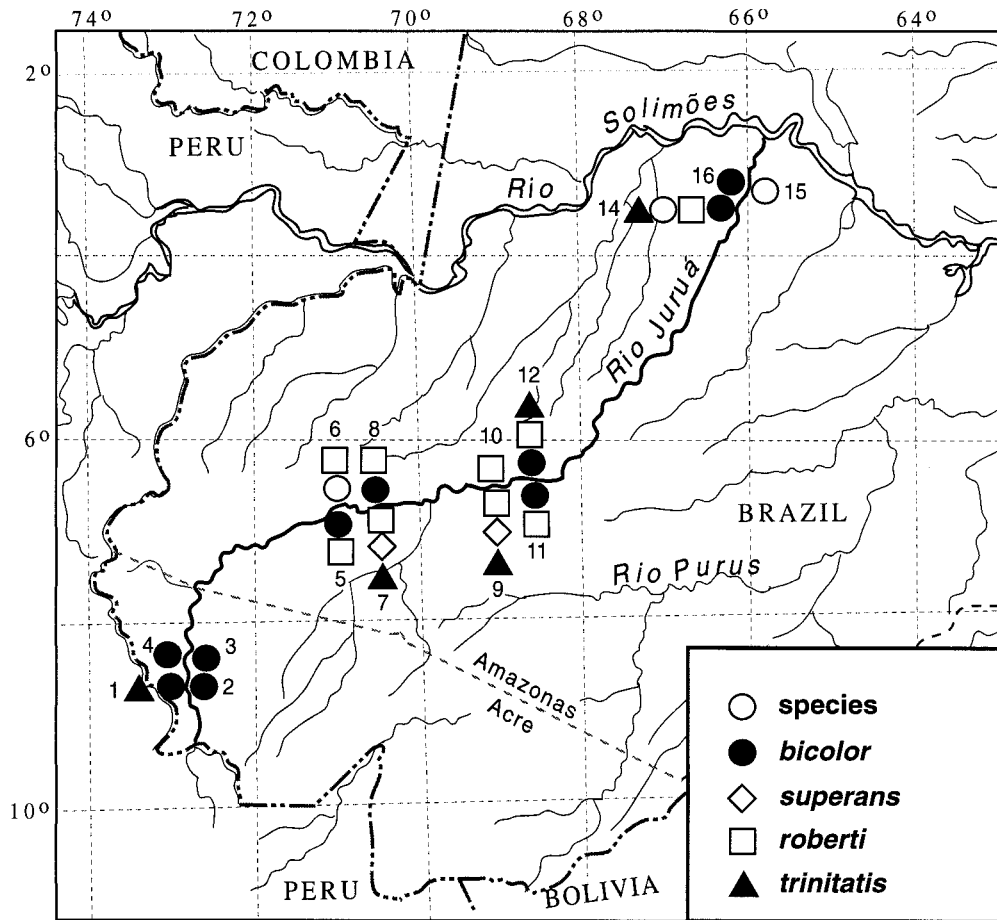 74° 72° 70° 68° 66° 64°
2°
COLOMBIA
PERU
Solimões
Rio
16
15
14
Rio Juruá
12
6°
6 8 10
BRAZIL
5 11
7 9
Rio Purus
4 3
1 2
Amazonas
Acre
10°
PERU BOLIVIA
species
bicolor
superans
roberti
trinitatis